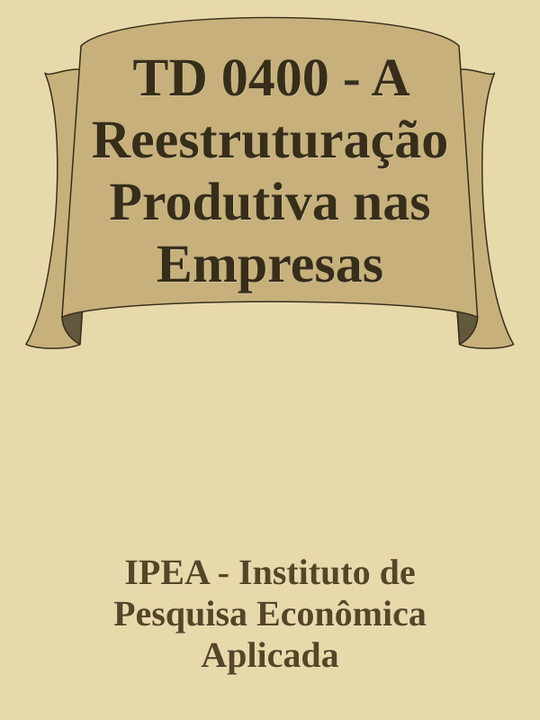 TD 0400 - A
Reestruturação
Produtiva nas
Empresas
IPEA - Instituto de
Pesquisa Econômica
Aplicada